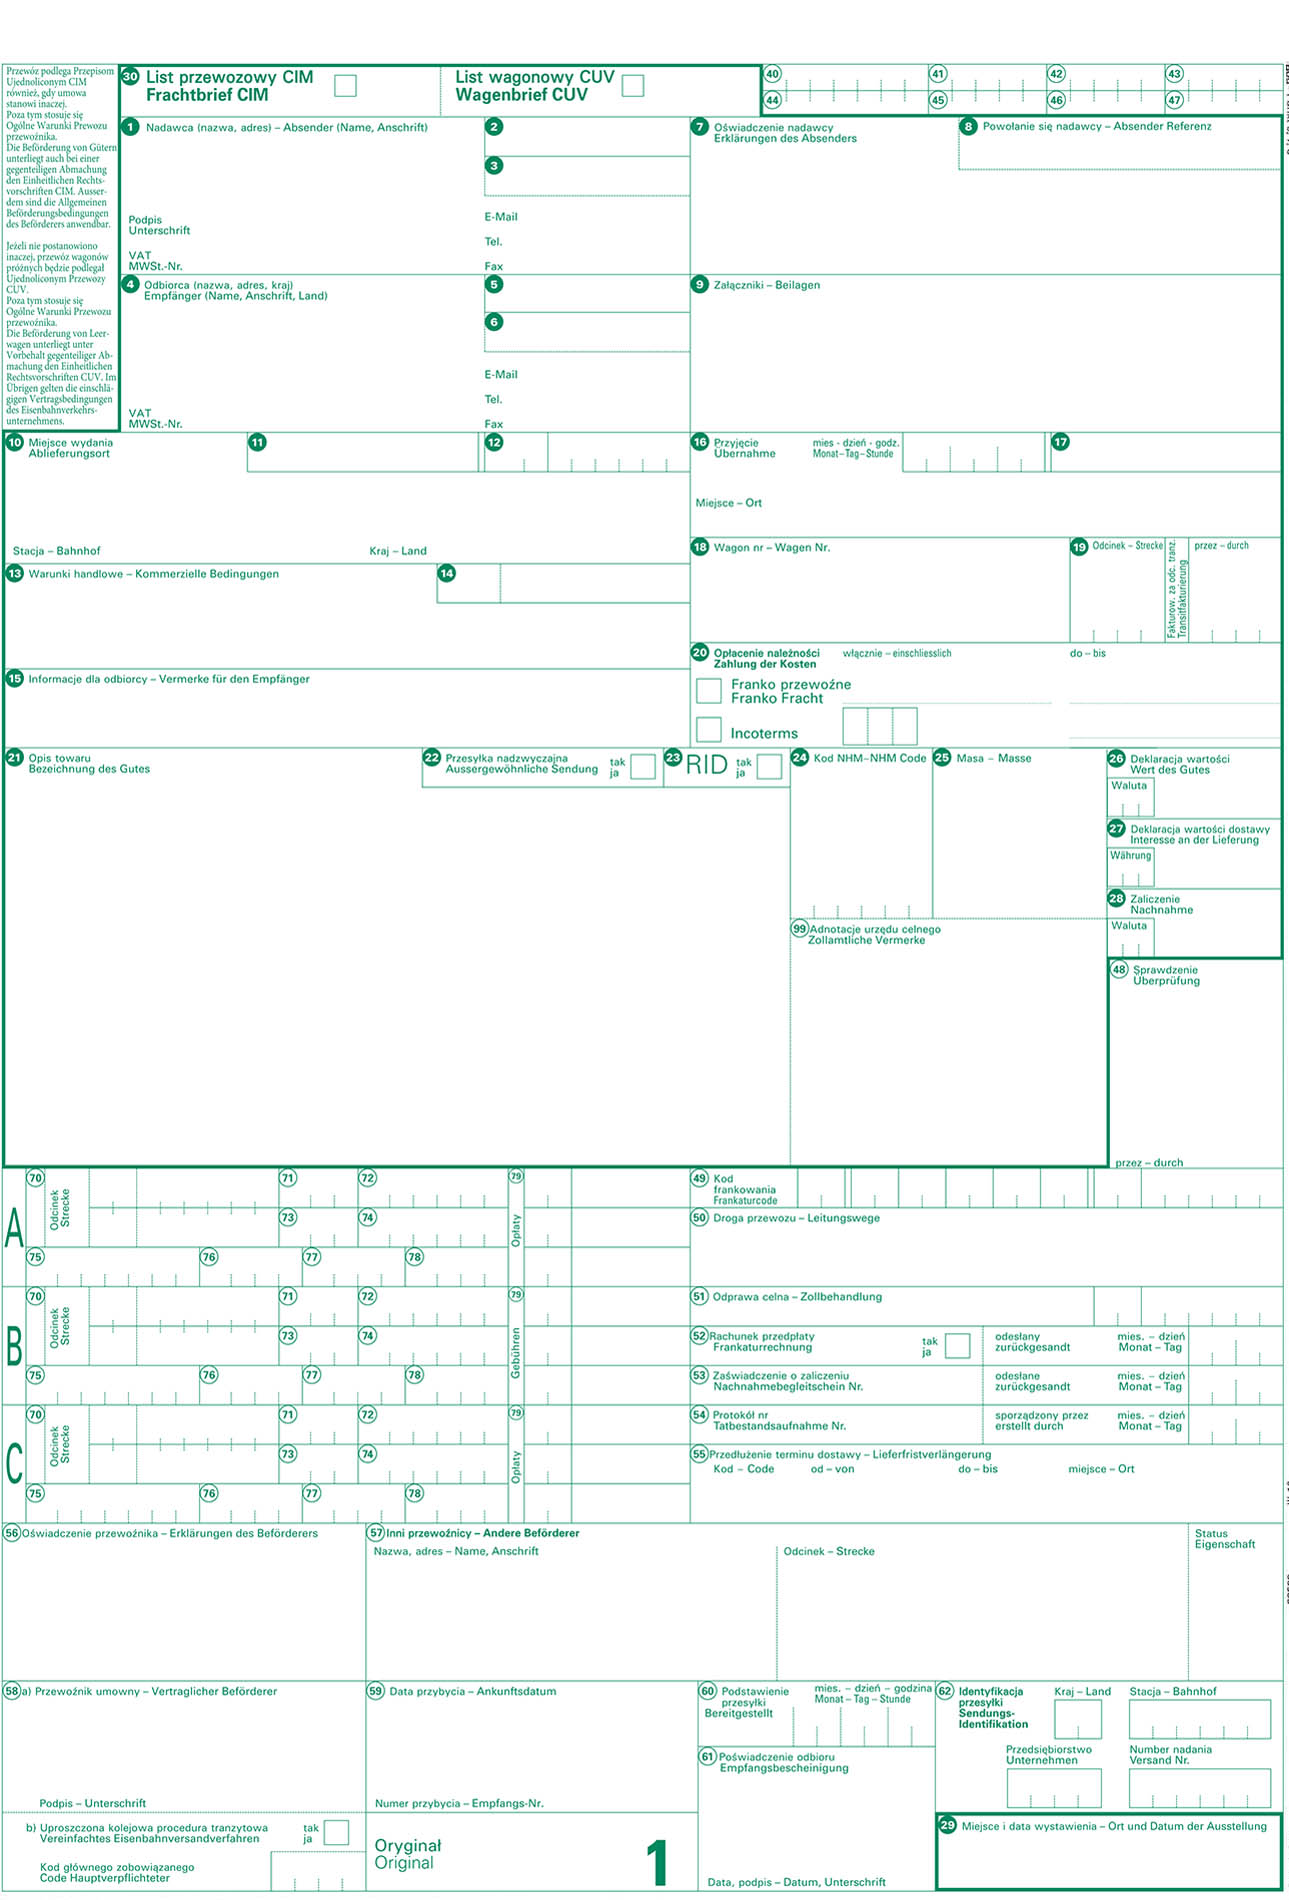 Przewóz podlega Przepisom
Ujednoliconym CIM
również, gdy umowa
stanowi inaczej.
Poza tym stosuje się
Ogólne Warunki Prewozu
przewoźnika.
Die Beförderung von Gütern
unterliegt auch bei einer
gegenteiligen Abmachung
den Einheitlichen Rechts-
vorschriften CIM. Ausser-
dem sind die Allgemeinen
Beförderungsbedingungen
des Beförderers anwendbar.
Jeżeli nie postanowiono
inaczej, przewóz wagonów
próżnych będzie podlegał
Ujednoliconym Przewozy
CUV.
Poza tym stosuje się
Ogólne Warunki Przewozu
przewoźnika.
Die Beförderung von Leer-
wagen unterliegt unter
Vorbehalt gegenteiliger Ab-
machung den Einheitlichen
Rechtsvorschriften CUV. Im
Übrigen gelten die einschlä-
gigen Vertragsbedingungen
des Eisenbahnverkehrs-
unternehmens.
30 List przewozowy CIM
Frachtbrief CIM
List wagonowy CUV
Wagenbrief CUV
40 41 42 43
44 45 46 47
1 Nadawca (nazwa, adres) – Absender (Name, Anschrift)
2
3
Podpis
Unterschrift
VAT
MWSt.-Nr.
E-Mail
Tel.
Fax
7 Oświadczenie nadawcy
Erklärungen des Absenders
8 Powołanie się nadawcy – Absender Referenz
4 Odbiorca (nazwa, adres, kraj)
Empfänger (Name, Anschrift, Land)
5
6
VAT
MWSt.-Nr.
E-Mail
Tel.
Fax
9 Załączniki – Beilagen
10 Miejsce wydania
Ablieferungsort
11
12
Stacja – Bahnhof
Kraj – Land
16 Przyjęcie
Übernahme
mies - dzień - godz.
Monat – Tag – Stunde
17
Miejsce – Ort
13 Warunki handlowe – Kommerzielle Bedingungen
14
18 Wagon nr – Wagen Nr.
19 Odcinek – Strecke
Fakturow. za odc. tranz.
Transitfakturierung
przez – durch
15 Informacje dla odbiorcy – Vermerke für den Empfänger
20 Opłacenie należności
Zahlung der Kosten
włącznie – einschliesslich
do – bis
Franko przewoźne
Franko Fracht
Incoterms
21 Opis towaru
Bezeichnung des Gutes
22 Przesyłka nadzwyczajna
Aussergewöhnliche Sendung
tak
ja
23 RID
tak
ja
24 Kod NHM–NHM Code
25 Masa – Masse
26 Deklaracja wartości
Wert des Gutes
Waluta
27 Deklaracja wartości dostawy
Interesse an der Lieferung
Währung
28 Zaliczenie
Nachnahme
Waluta
99 Adnotacje urzędu celnego
Zollamtliche Vermerke
48 Sprawdzenie
Überprüfung
przez – durch
A
70 Odcinek
Strecke
71 72
73 74
75 76 77 78
79 Opłaty
49 Kod
frankowania
Frankaturcode
50 Droga przewozu – Leitungswege
B
70 Odcinek
Strecke
71 72
73 74
75 76 77 78
79 Gebühren
51 Odprawa celna – Zollbehandlung
52 Rachunek przedpłaty
Frankaturrechnung
tak
ja
odesłany
zurückgesandt
mies. – dzień
Monat – Tag
53 Zaświadczenie o zaliczeniu
Nachnahmebegleitschein Nr.
odesłane
zurückgesandt
mies. – dzień
Monat – Tag
C
70 Odcinek
Strecke
71 72
73 74
75 76 77 78
79 Opłaty
54 Protokół nr
Tatbestandsaufnahme Nr.
sporządzony przez
erstellt durch
mies. – dzień
Monat – Tag
55 Przedłużenie terminu dostawy – Lieferfristverlängerung
Kod – Code
od – von
do – bis
miejsce – Ort
56 Oświadczenie przewoźnika – Erklärungen des Beförderers
57 Inni przewoźnicy – Andere Beförderer
Nazwa, adres – Name, Anschrift
Odcinek – Strecke
Status
Eigenschaft
58 a) Przewoźnik umowny – Vertraglicher Beförderer
Podpis – Unterschrift
b) Uproszczona kolejowa procedura tranzytowa
Vereinfachtes Eisenbahnversandverfahren
tak
ja
Kod głównego zobowiązanego
Code Hauptverpflichteter
59 Data przybycia – Ankunftsdatum
Numer przybycia – Empfangs-Nr.
Oryginał
Original
1
60 Podstawienie
przesyłki
Bereitgestellt
mies. – dzień – godzina
Monat – Tag – Stunde
61 Poświadczenie odbioru
Empfangsbescheinigung
Data, podpis – Datum, Unterschrift
62 Identyfikacja
przesyłki
Sendungs-
Identifikation
Kraj – Land
Stacja – Bahnhof
Przedsiębiorstwo
Unternehmen
Number nadania
Versand Nr.
29 Miejsce i data wystawienia – Ort und Datum der Ausstellung